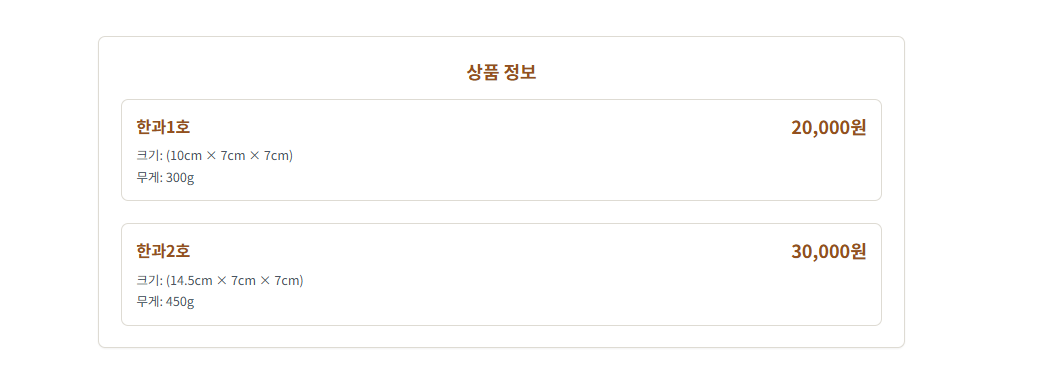 상품 정보
한과1호
20,000원
크기: (10cm × 7cm × 7cm)
무게: 300g
한과2호
30,000원
크기: (14.5cm × 7cm × 7cm)
무게: 450g